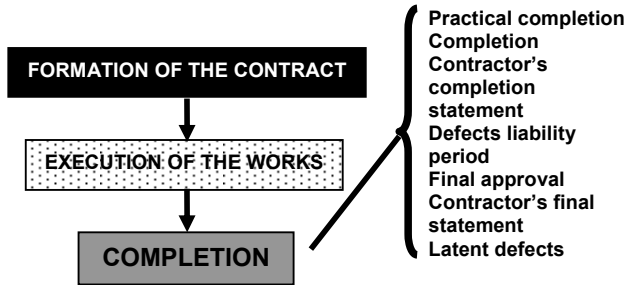 FORMATION OF THE CONTRACT
EXECUTION OF THE WORKS
COMPLETION
Practical completion
Completion
Contractor's
completion
statement
Defects liability
period
Final approval
Contractor's final
statement
Latent defects